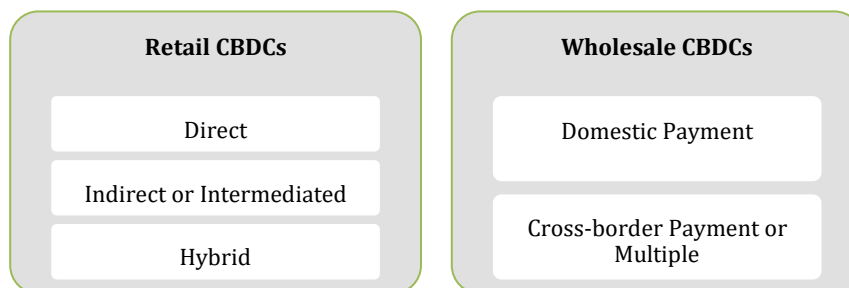 Retail CBDCs
Direct
Indirect or Intermediated
Hybrid
Wholesale CBDCs
Domestic Payment
Cross-border Payment or
Multiple